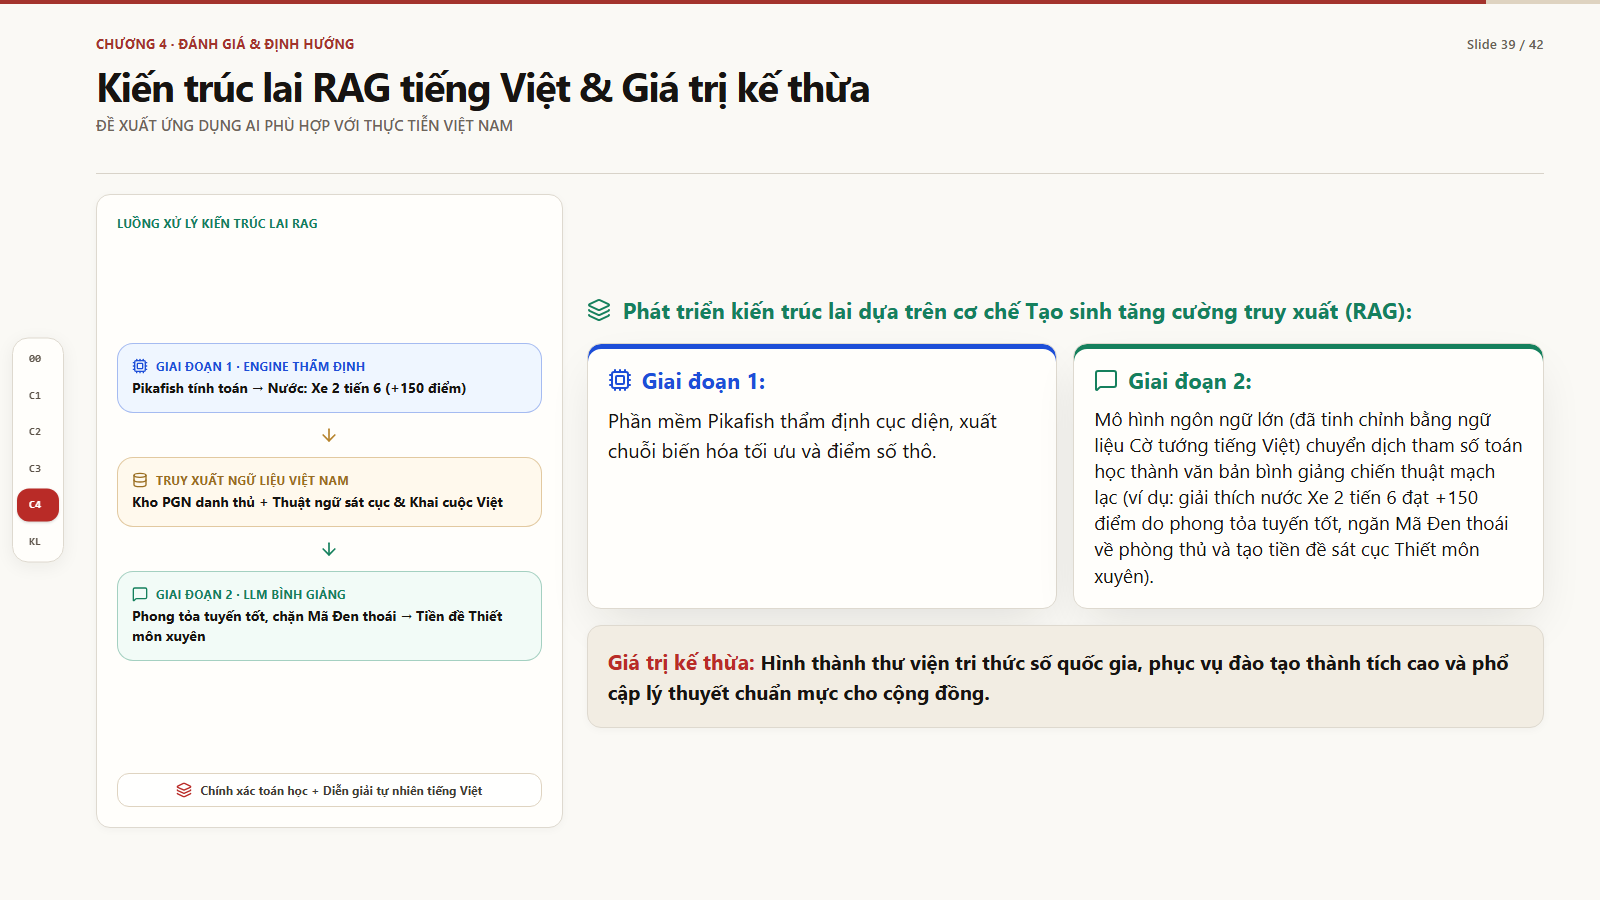 CHƯƠNG 4 · ĐÁNH GIÁ & ĐỊNH HƯỚNG
Slide 39 / 42
Kiến trúc lai RAG tiếng Việt & Giá trị kế thừa
ĐỀ XUẤT ỨNG DỤNG AI PHÙ HỢP VỚI THỰC TIỄN VIỆT NAM
00
C1
C2
C3
C4
KL
LUỒNG XỬ LÝ KIẾN TRÚC LAI RAG
GIAI ĐOẠN 1 · ENGINE THẨM ĐỊNH
Pikafish tính toán → Nước: Xe 2 tiến 6 (+150 điểm)
TRUY XUẤT NGỮ LIỆU VIỆT NAM
Kho PGN danh thủ + Thuật ngữ sát cục & Khai cuộc Việt
GIAI ĐOẠN 2 · LLM BÌNH GIẢNG
Phong tỏa tuyến tốt, chặn Mã Đen thoái → Tiền đề Thiết
môn xuyên
Chính xác toán học + Diễn giải tự nhiên tiếng Việt
Phát triển kiến trúc lai dựa trên cơ chế Tạo sinh tăng cường truy xuất (RAG):
Giai đoạn 1:
Phần mềm Pikafish thẩm định cục diện, xuất
chuỗi biến hóa tối ưu và điểm số thô.
Giai đoạn 2:
Mô hình ngôn ngữ lớn (đã tinh chỉnh bằng ngữ
liệu Cờ tướng tiếng Việt) chuyển dịch tham số toán
học thành văn bản bình giảng chiến thuật mạch
lạc (ví dụ: giải thích nước Xe 2 tiến 6 đạt +150
điểm do phong tỏa tuyến tốt, ngăn Mã Đen thoái
về phòng thủ và tạo tiền đề sát cục Thiết môn
xuyên).
Giá trị kế thừa: Hình thành thư viện tri thức số quốc gia, phục vụ đào tạo thành tích cao và phổ
cập lý thuyết chuẩn mực cho cộng đồng.